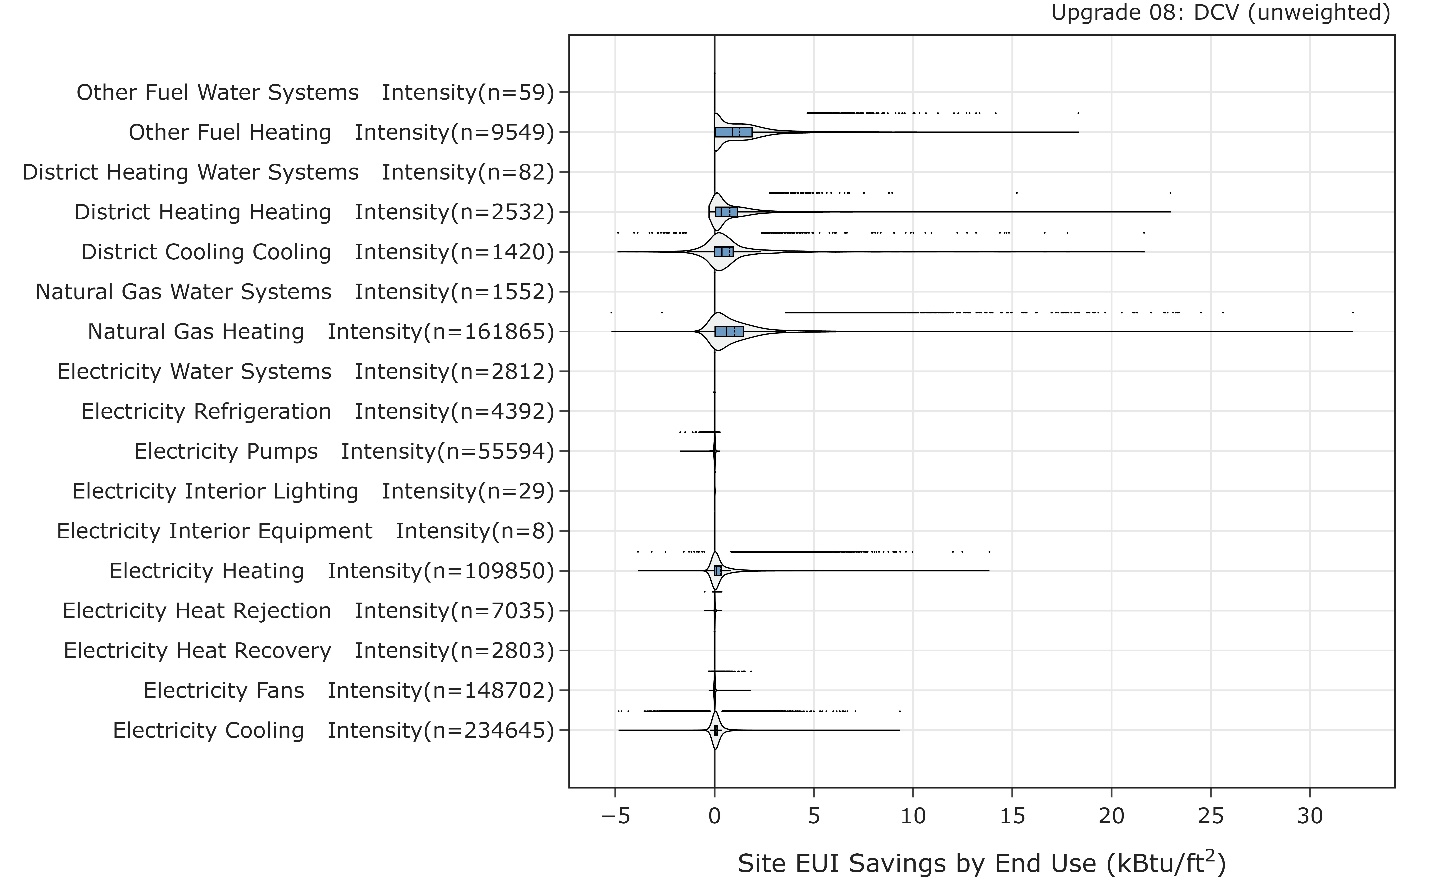 Upgrade 08: DCV (unweighted)
Other Fuel Water Systems Intensity(n=59)
Other Fuel Heating Intensity(n=9549)
District Heating Water Systems Intensity(n=82)
District Heating Heating Intensity(n=2532)
District Cooling Cooling Intensity(n=1420)
Natural Gas Water Systems Intensity(n=1552)
Natural Gas Heating Intensity(n=161865)
Electricity Water Systems Intensity(n=2812)
Electricity Refrigeration Intensity(n=4392)
Electricity Pumps Intensity(n=55594)
Electricity Interior Lighting Intensity(n=29)
Electricity Interior Equipment Intensity(n=8)
Electricity Heating Intensity(n=109850)
Electricity Heat Rejection Intensity(n=7035)
Electricity Heat Recovery Intensity(n=2803)
Electricity Fans Intensity(n=148702)
Electricity Cooling Intensity(n=234645)
−5 0 5 10 15 20 25 30
Site EUI Savings by End Use (kBtu/ft²)